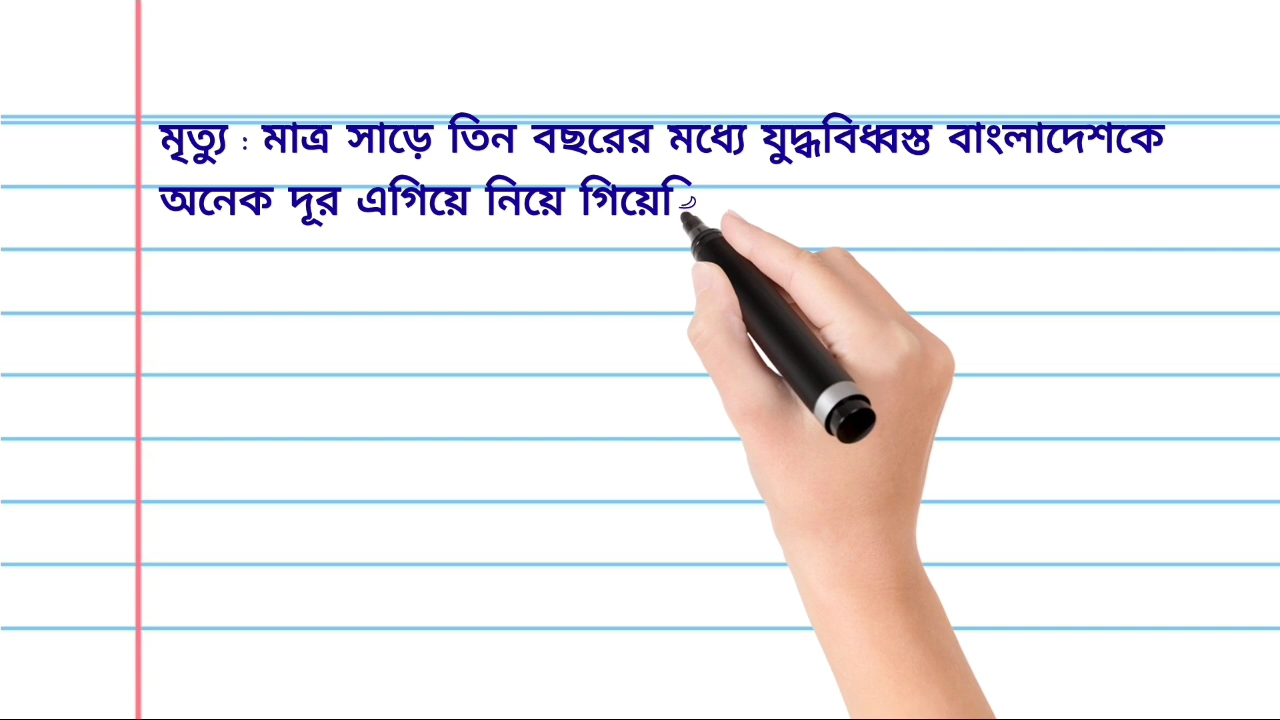 মৃত্যু : মাত্র সাড়ে তিন বছরের মধ্যে যুদ্ধবিধ্বস্ত বাংলাদেশকে
অনেক দূর এগিয়ে নিয়ে